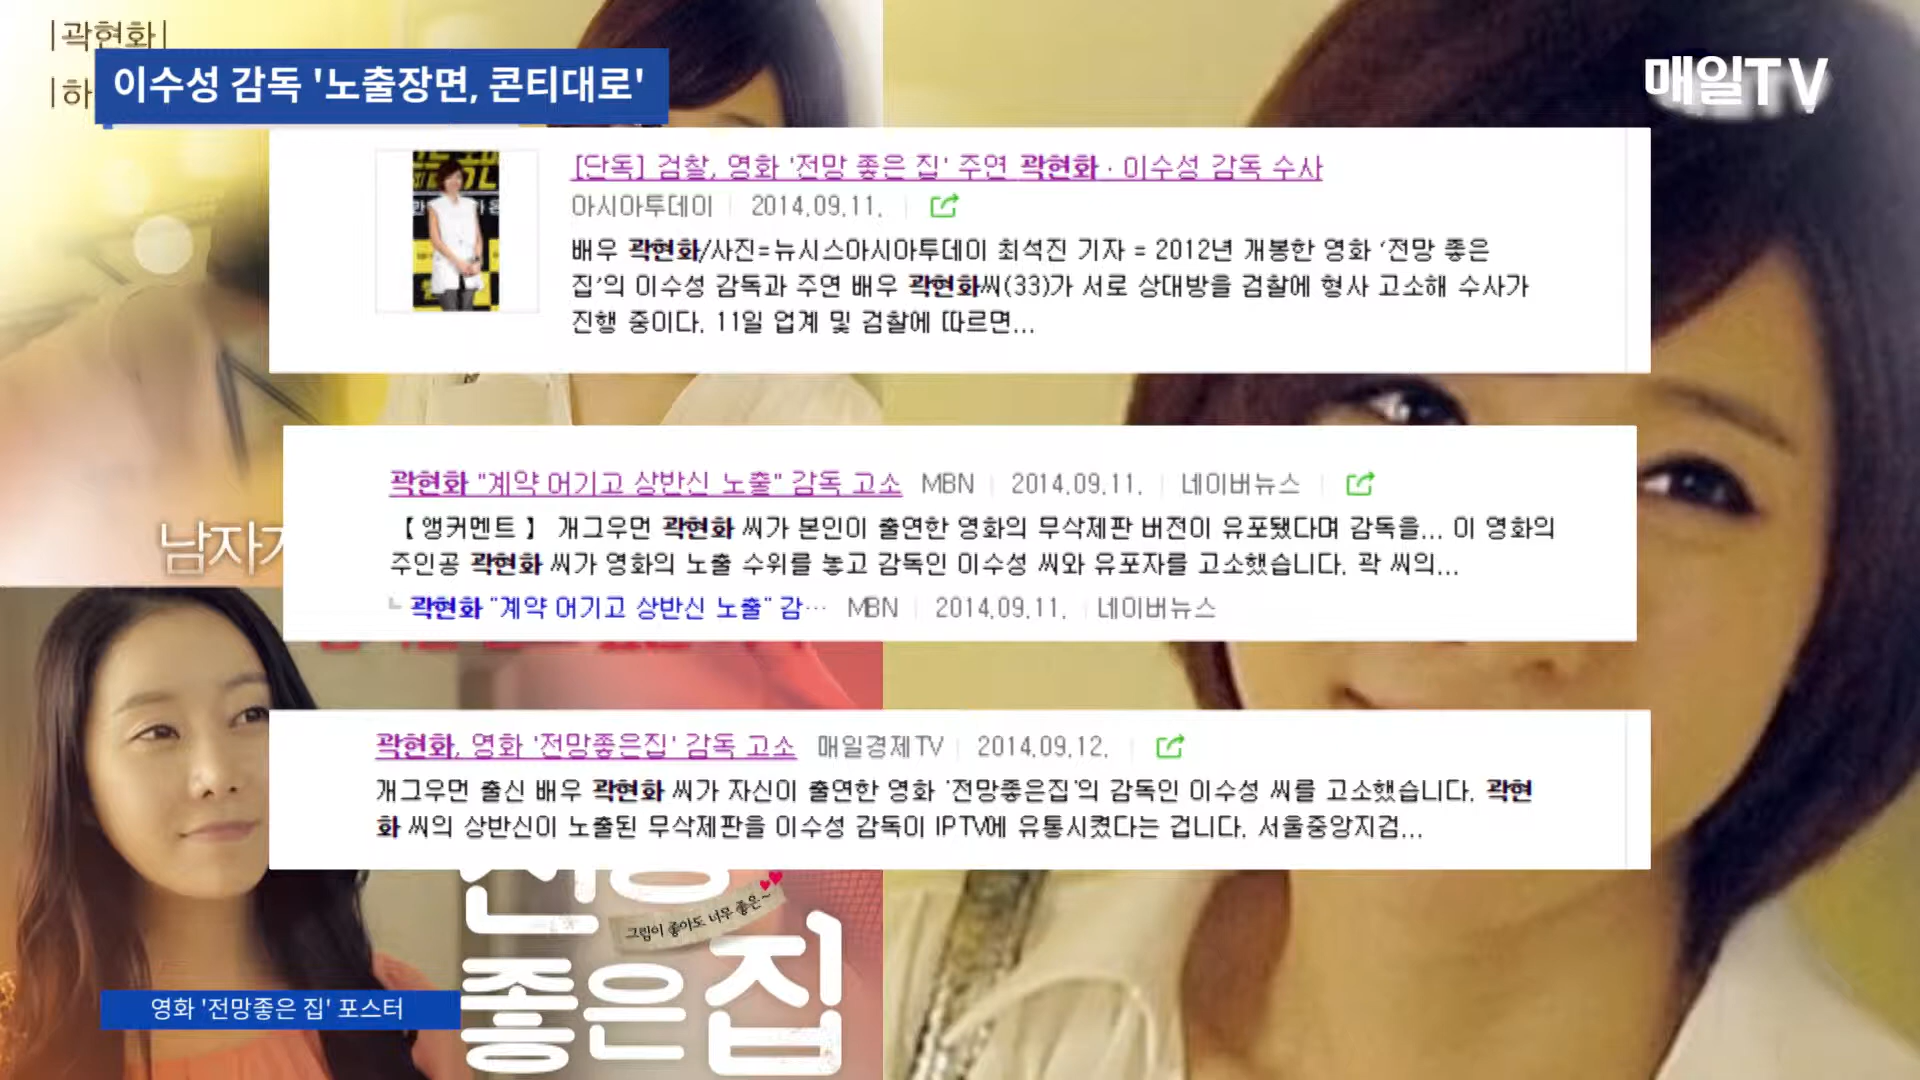 |곽현화|
|하
이수성 감독 '노출장면, 콘티대로'
매일TV
[단독] 검찰, 영화 '전망 좋은 집' 주연 곽현화 · 이수성 감독 수사
아시아투데이 2014.09.11.
배우 곽현화/사진=뉴시스아시아투데이 최석진 기자 = 2012년 개봉한 영화 ‘전망 좋은
집’의 이수성 감독과 주연 배우 곽현화씨(33)가 서로 상대방을 검찰에 형사 고소해 수사가
진행 중이다. 11일 업계 및 검찰에 따르면...
곽현화 "계약 어기고 상반신 노출" 감독 고소 MBN 2014.09.11. 네이버뉴스
【 앵커멘트 】 개그우먼 곽현화 씨가 본인이 출연한 영화의 무삭제판 버전이 유포됐다며 감독을... 이 영화의
주인공 곽현화 씨가 영화의 노출 수위를 놓고 감독인 이수성 씨와 유포자를 고소했습니다. 곽 씨의...
곽현화 "계약 어기고 상반신 노출" 감… MBN 2014.09.11. 네이버뉴스
남자
곽현화, 영화 '전망좋은집' 감독 고소 매일경제TV 2014.09.12.
개그우먼 출신 배우 곽현화 씨가 자신이 출연한 영화 '전망좋은집'의 감독인 이수성 씨를 고소했습니다. 곽현
화 씨의 상반신이 노출된 무삭제판을 이수성 감독이 IPTV에 유통시켰다는 겁니다. 서울중앙지검...
그림이 좋아도 너무 좋은~
좋은집
영화 '전망좋은 집' 포스터